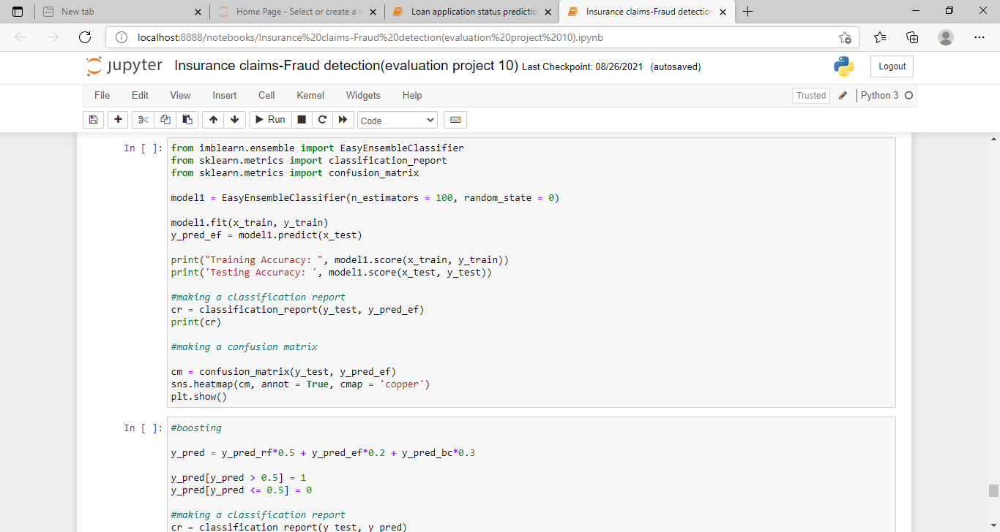 New tab
Home Page - Select or create a n
Loan application status predictio
Insurance claims-Fraud detection
localhost:8888/notebooks/Insurance%20claims-Fraud%20detection(evaluation%20project%2010).ipynb
jupyter Insurance claims-Fraud detection(evaluation project 10) Last Checkpoint: 08/26/2021 (autosaved)
Logout
File Edit View Insert Cell Kernel Widgets Help
Trusted
Python 3
Run
Code
In [ ]: from imblearn.ensemble import EasyEnsembleClassifier
from sklearn.metrics import classification_report
from sklearn.metrics import confusion_matrix
model1 = EasyEnsembleClassifier(n_estimators = 100, random_state = 0)
model1.fit(x_train, y_train)
y_pred_ef = model1.predict(x_test)
print("Training Accuracy: ", model1.score(x_train, y_train))
print('Testing Accuracy: ', model1.score(x_test, y_test))
#making a classification report
cr = classification_report(y_test, y_pred_ef)
print(cr)
#making a confusion matrix
cm = confusion_matrix(y_test, y_pred_ef)
sns.heatmap(cm, annot = True, cmap = 'copper')
plt.show()
In [ ]: #boosting
y_pred = y_pred_rf*0.5 + y_pred_ef*0.2 + y_pred_bc*0.3
y_pred[y_pred > 0.5] = 1
y_pred[y_pred <= 0.5] = 0
#making a classification report
cr = classification_report(y_test, y_pred)